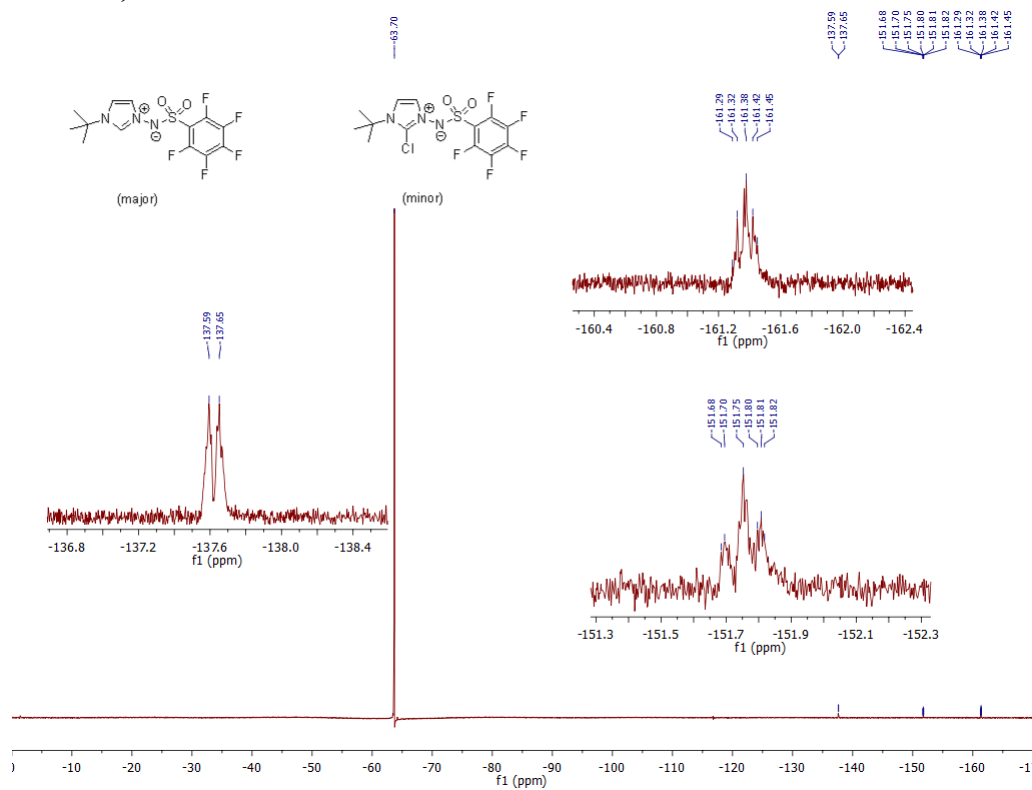 -63.70
-137.59
-137.65
-151.68
-151.70
-151.75
-151.80
-151.81
-151.82
-161.29
-161.32
-161.38
-161.42
-161.45
N
+
N
N
-
S
O
O
F
F
F
F
F
(major)
N
Cl
+
N
N
-
S
O
O
F
F
F
F
F
(minor)
-161.29
-161.32
-161.38
-161.42
-161.45
-160.4 -160.8 -161.2 -161.6 -162.0 -162.4
f1 (ppm)
-137.59
-137.65
-136.8 -137.2 -137.6 -138.0 -138.4
f1 (ppm)
-151.68
-151.70
-151.75
-151.80
-151.81
-151.82
-151.3 -151.5 -151.7 -151.9 -152.1 -152.3
f1 (ppm)
-10 -20 -30 -40 -50 -60 -70 -80 -90 -100 -110 -120 -130 -140 -150 -160
f1 (ppm)